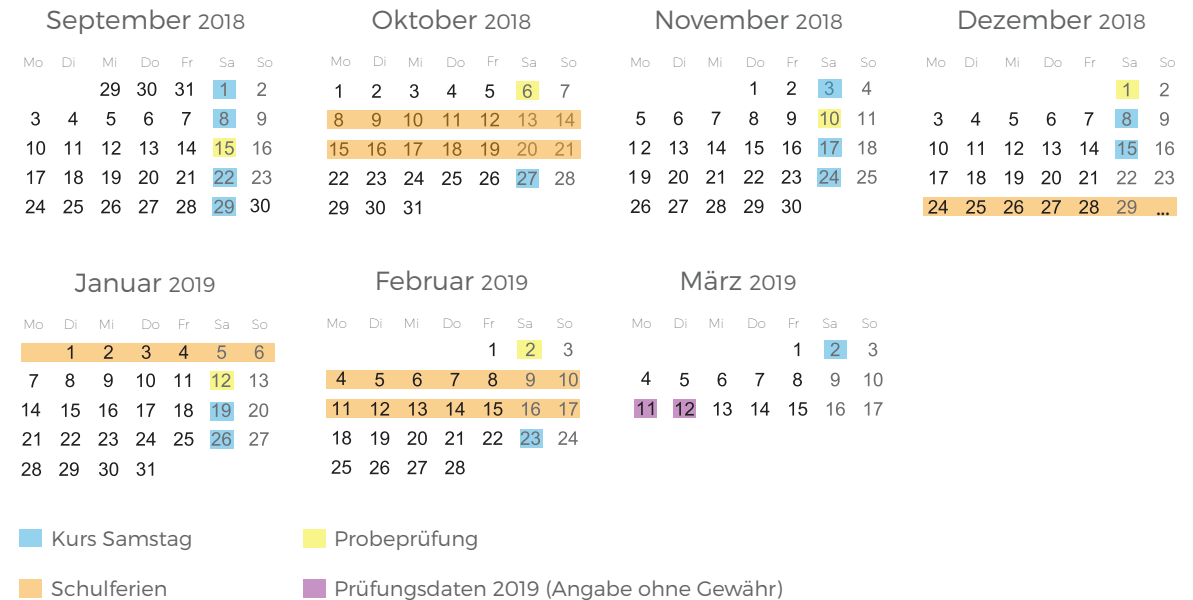 September 2018
Mo Di Mi Do Fr Sa So
29 30 31 1 2
3 4 5 6 7 8 9
10 11 12 13 14 15 16
17 18 19 20 21 22 23
24 25 26 27 28 29 30
Oktober 2018
Mo Di Mi Do Fr Sa So
1 2 3 4 5 6 7
8 9 10 11 12 13 14
15 16 17 18 19 20 21
22 23 24 25 26 27 28
29 30 31
November 2018
Mo Di Mi Do Fr Sa So
1 2 3 4
5 6 7 8 9 10 11
12 13 14 15 16 17 18
19 20 21 22 23 24 25
26 27 28 29 30
Dezember 2018
Mo Di Mi Do Fr Sa So
1 2
3 4 5 6 7 8 9
10 11 12 13 14 15 16
17 18 19 20 21 22 23
24 25 26 27 28 29 ...
Januar 2019
Mo Di Mi Do Fr Sa So
1 2 3 4 5 6
7 8 9 10 11 12 13
14 15 16 17 18 19 20
21 22 23 24 25 26 27
28 29 30 31
Februar 2019
Mo Di Mi Do Fr Sa So
1 2 3
4 5 6 7 8 9 10
11 12 13 14 15 16 17
18 19 20 21 22 23 24
25 26 27 28
März 2019
Mo Di Mi Do Fr Sa So
1 2 3
4 5 6 7 8 9 10
11 12 13 14 15 16 17
Kurs Samstag
Probeprüfung
Schulferien
Prüfungsdaten 2019 (Angabe ohne Gewähr)